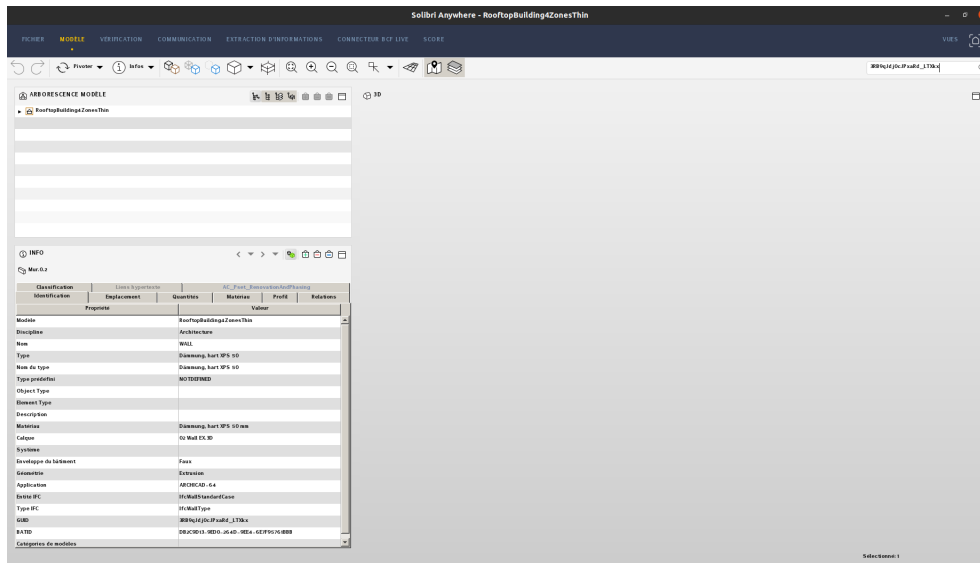 Solibri Anywhere - RooftopBuilding4ZonesThin
FICHIER MODÈLE VÉRIFICATION COMMUNICATION EXTRACTION D'INFORMATIONS CONNECTEUR BCF LIVE SCORE VUES
Pivoter Infos
ARBORESCENCE MODÈLE
3D
RooftopBuilding4ZonesThin
INFO
Mur.0.2
Classification Liens hypertexte AC_Pset_RenovationAndPhasing
Identification Emplacement Quantités Matériau Profil Relations
Propriété Valeur
Modèle RooftopBuilding4ZonesThin
Discipline Architecture
Nom WALL
Type Dämmung, hart XPS 50
Nom du type Dämmung, hart XPS 50
Type prédéfini NOTDEFINED
Object Type
Element Type
Description
Matériau Dämmung, hart XPS 50 mm
Calque 02 Wall EX.3D
Système
Enveloppe du bâtiment Faux
Géométrie Extrusion
Application ARCHICAD-64
Entité IFC IfcWallStandardCase
Type IFC IfcWallType
GUID
BATID
Catégories de modèles
Sélectionné: 1